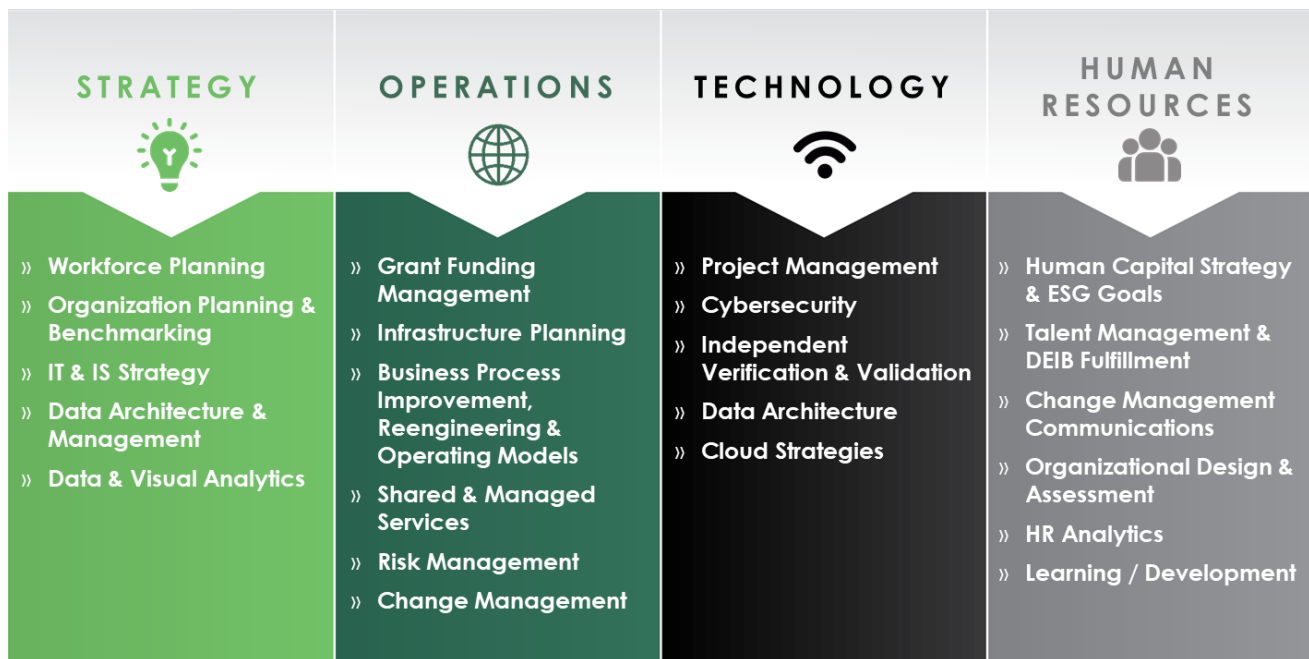 STRATEGY
» Workforce Planning
» Organization Planning &
Benchmarking
» IT & IS Strategy
» Data Architecture &
Management
» Data & Visual Analytics
OPERATIONS
» Grant Funding
Management
» Infrastructure Planning
» Business Process
Improvement,
Reengineering &
Operating Models
» Shared & Managed
Services
» Risk Management
» Change Management
TECHNOLOGY
» Project Management
» Cybersecurity
» Independent
Verification & Validation
» Data Architecture
» Cloud Strategies
HUMAN
RESOURCES
» Human Capital Strategy
& ESG Goals
» Talent Management &
DEIB Fulfillment
» Change Management
Communications
» Organizational Design &
Assessment
» HR Analytics
» Learning / Development